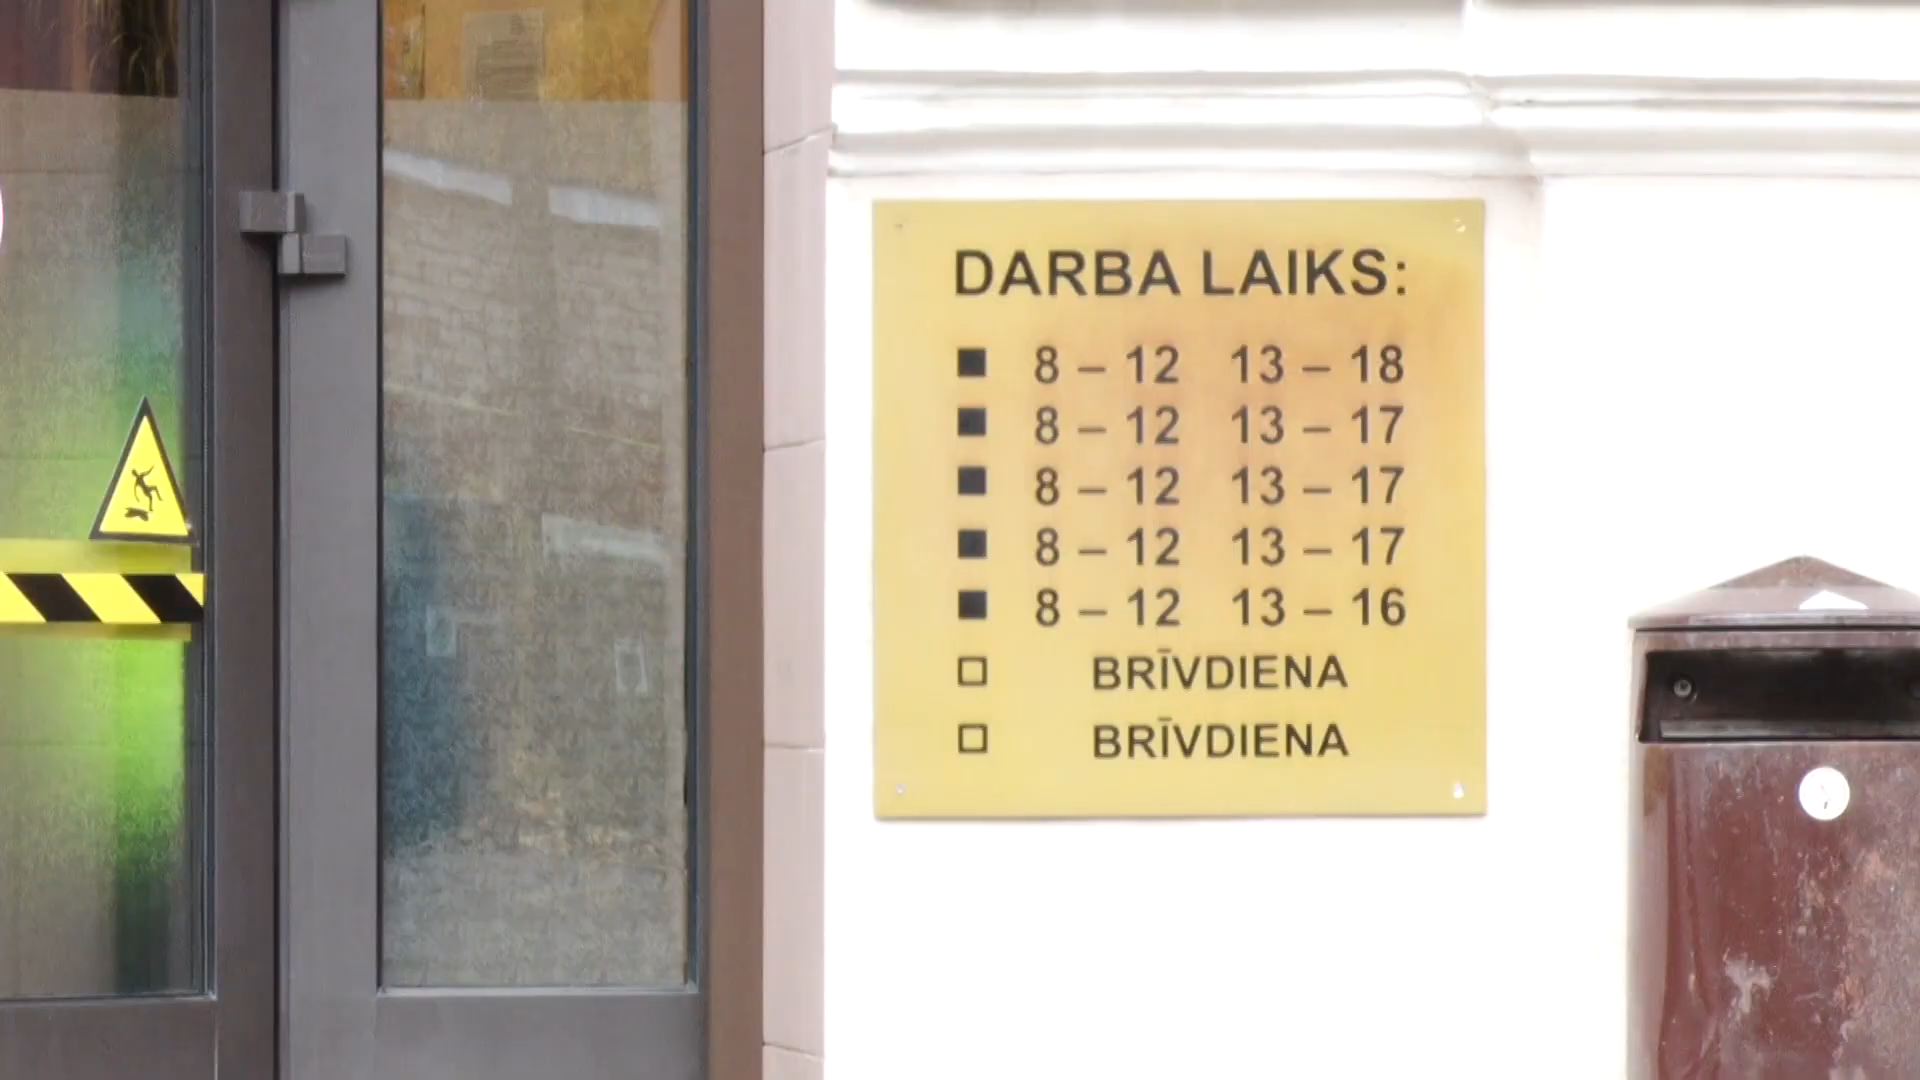 DARBA LAIKS:
■ 8 – 12 13 – 18
■ 8 – 12 13 – 17
■ 8 – 12 13 – 17
■ 8 – 12 13 – 17
■ 8 – 12 13 – 16
□ BRĪVDIENA
□ BRĪVDIENA